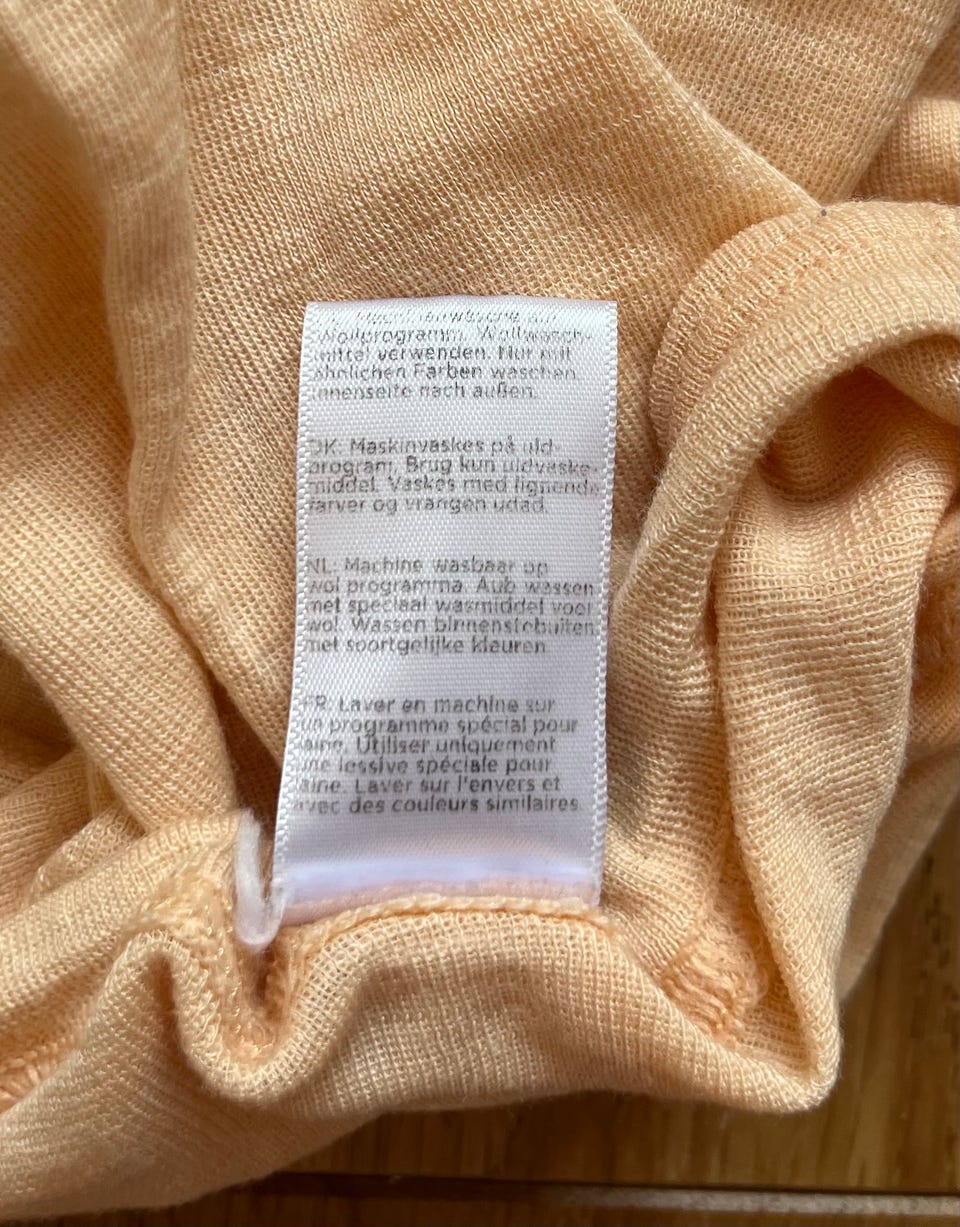 Maschinenwäsche auf
Wollprogramm. Wollwasch-
mittel verwenden. Nur mit
ähnlichen Farben waschen.
Innenseite nach außen.
DK: Maskinvaskes på uld-
program. Brug kun uldvaske-
middel. Vaskes med lignende
farver og vrangen udad.
NL: Machine wasbaar op
wol programma. Aub wassen
met speciaal wasmiddel voor
wol. Wassen binnenstebuiten
met soortgelijke kleuren.
FR: Laver en machine sur
un programme spécial pour
laine. Utiliser uniquement
une lessive spéciale pour
laine. Laver sur l'envers et
avec des couleurs similaires.